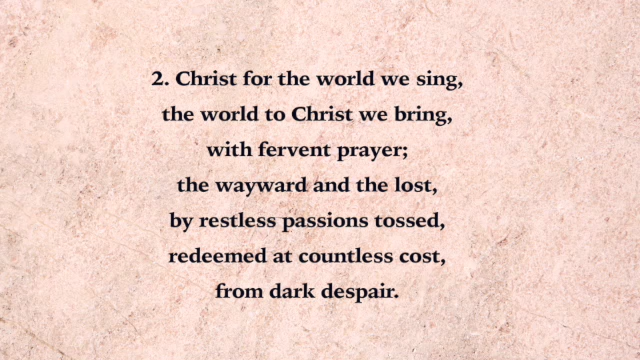 2. Christ for the world we sing,
the world to Christ we bring,
with fervent prayer;
the wayward and the lost,
by restless passions tossed,
redeemed at countless cost,
from dark despair.